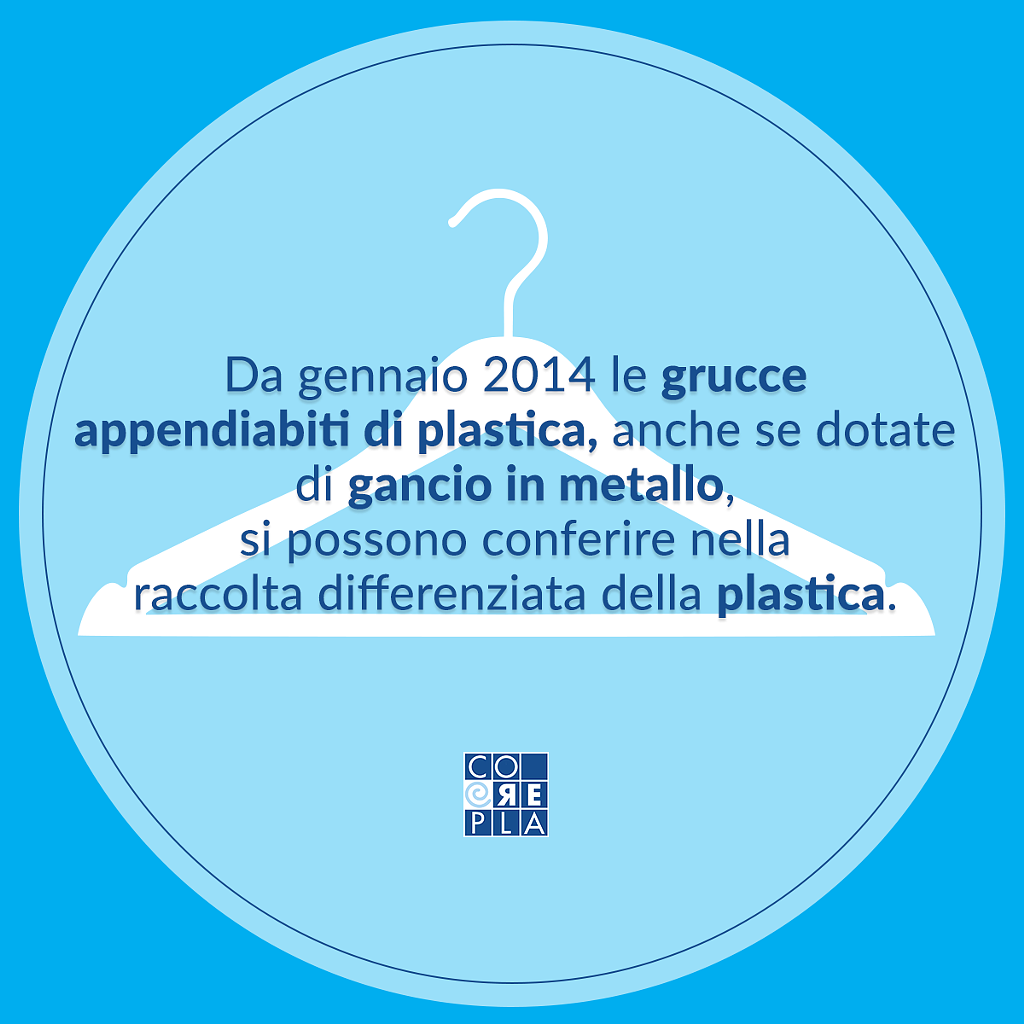 Da gennaio 2014 le grucce
appendiabiti di plastica, anche se dotate
di gancio in metallo,
si possono conferire nella
raccolta differenziata della plastica.
CO
RE
PLA